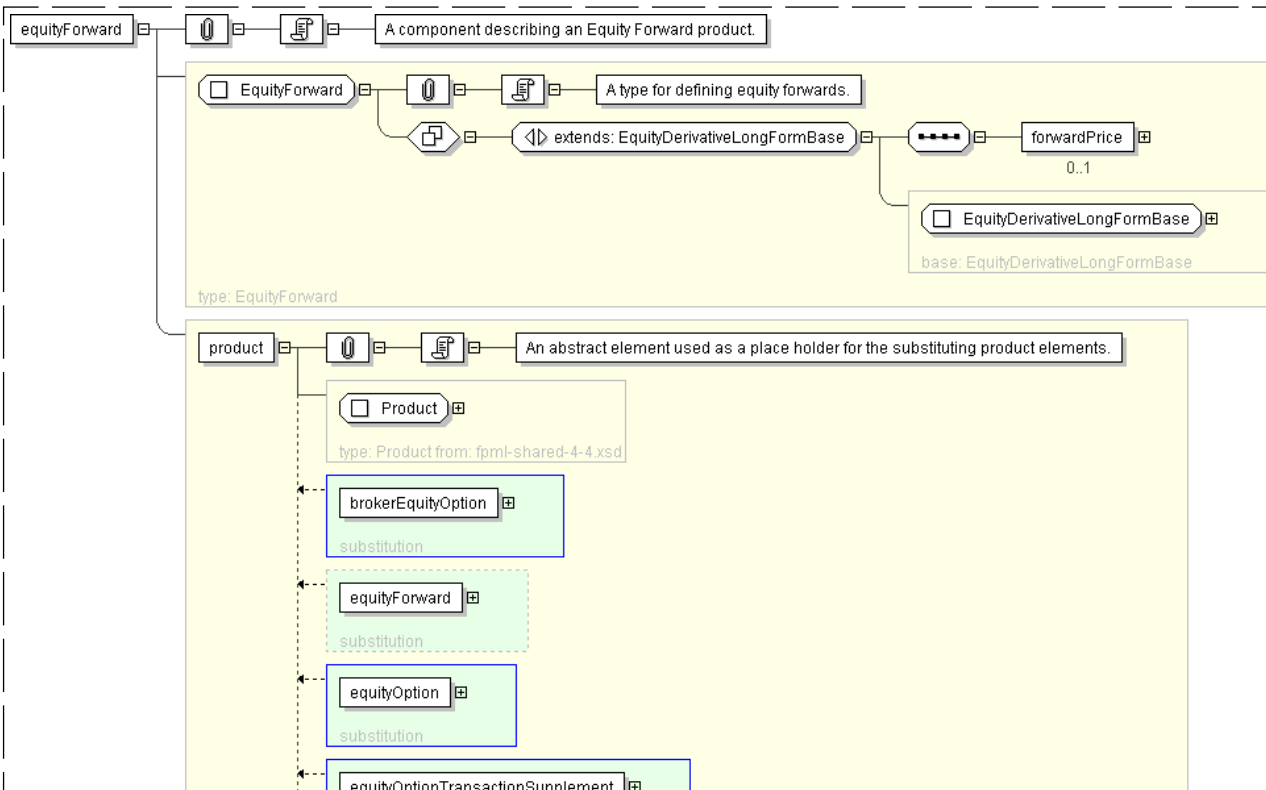 equityForward
A component describing an Equity Forward product.
EquityForward
A type for defining equity forwards.
extends: EquityDerivativeLongFormBase
forwardPrice
0..1
EquityDerivativeLongFormBase
base: EquityDerivativeLongFormBase
type: EquityForward
product
An abstract element used as a place holder for the substituting product elements.
Product
type: Product from: fpml-shared-4-4.xsd
brokerEquityOption
substitution
equityForward
substitution
equityOption
substitution
equityOptionTransactionSupplement